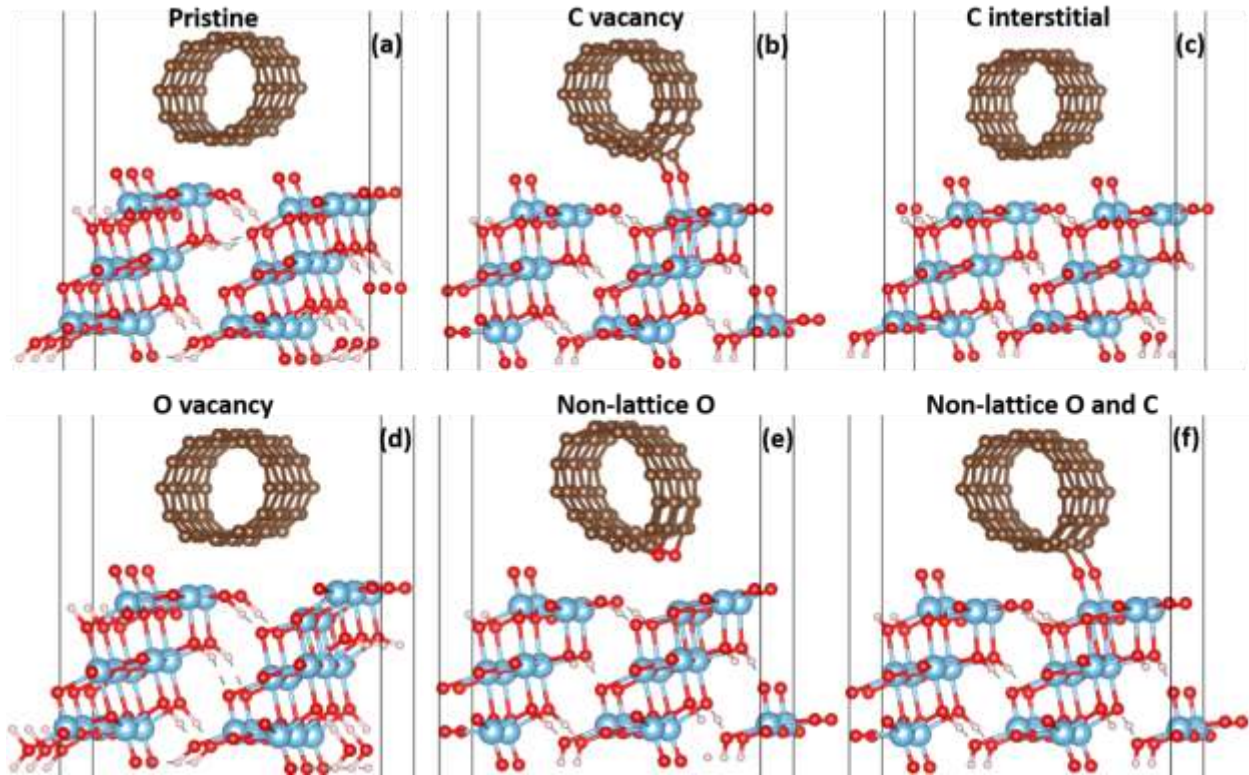 Pristine
(a)
C vacancy
(b)
C interstitial
(c)
O vacancy
(d)
Non-lattice O
(e)
Non-lattice O and C
(f)